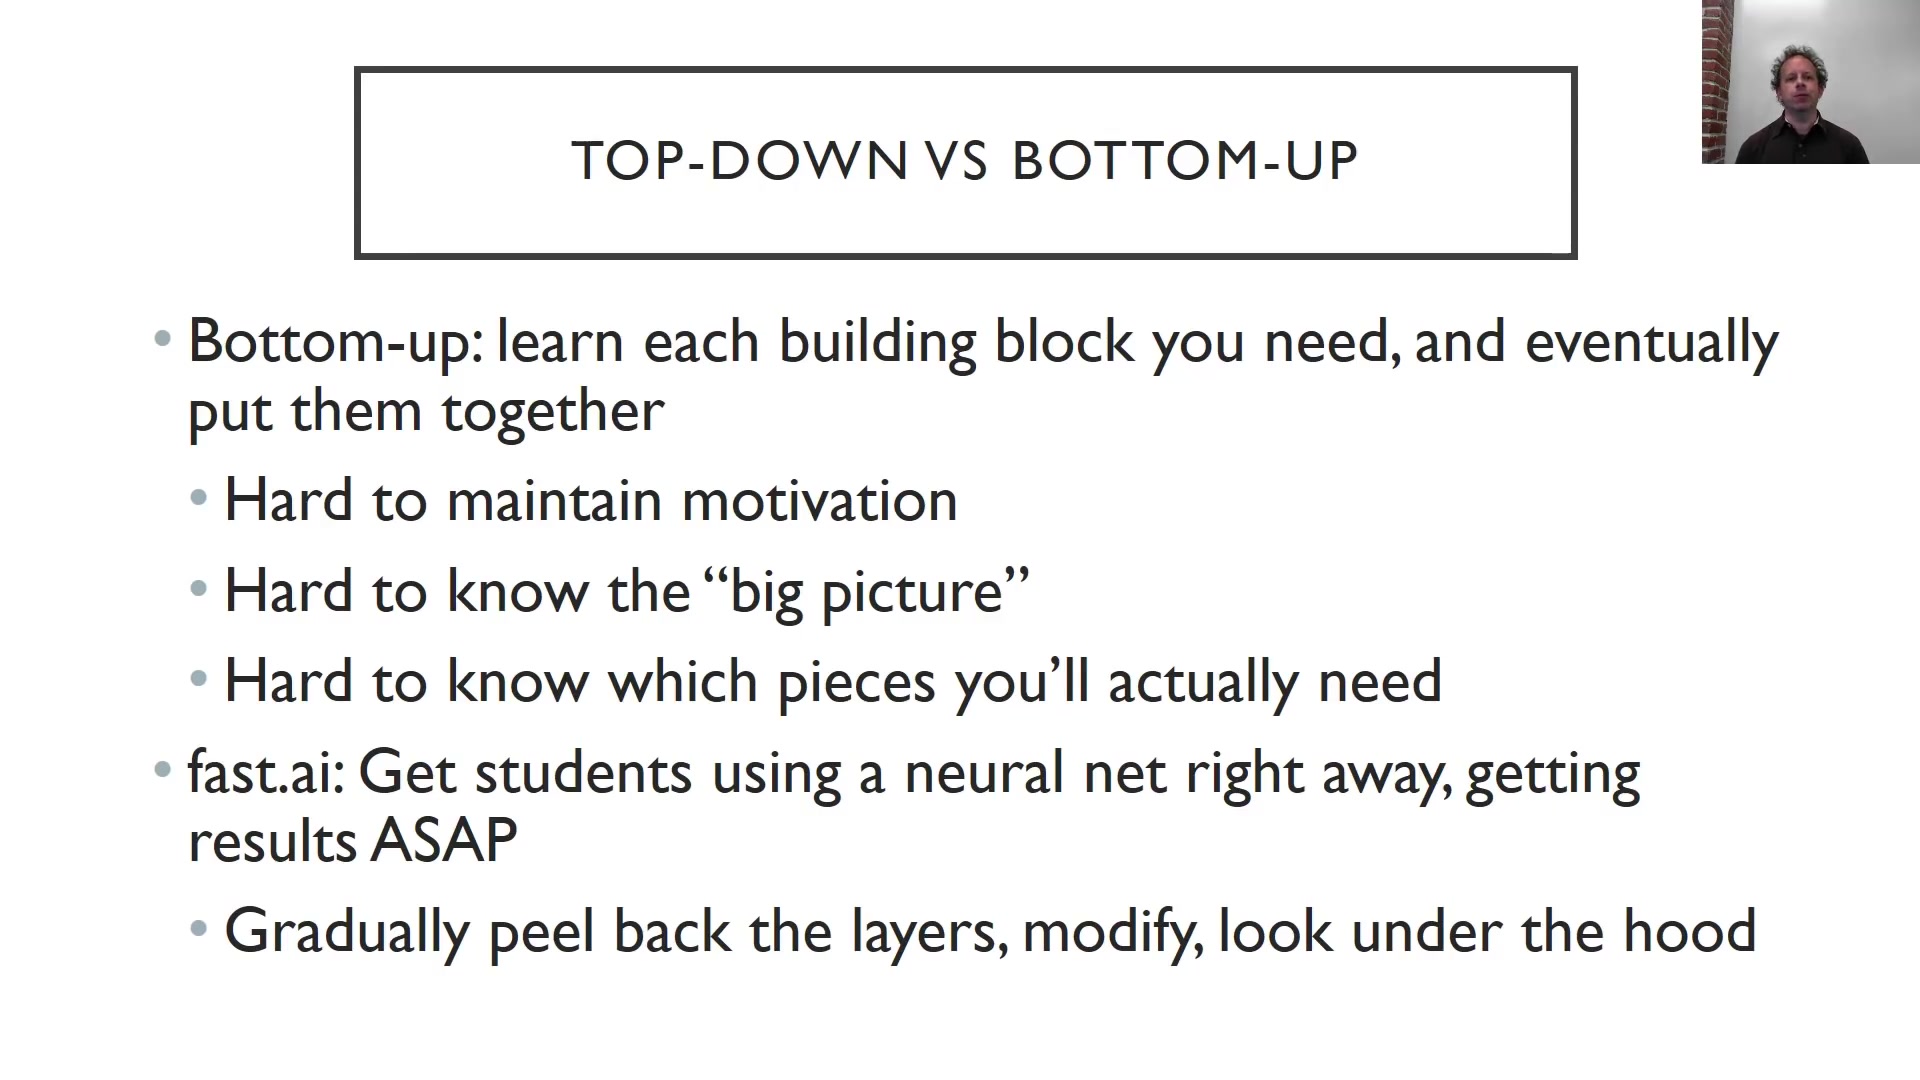 TOP-DOWN VS BOTTOM-UP
• Bottom-up: learn each building block you need, and eventually
put them together
• Hard to maintain motivation
• Hard to know the “big picture”
• Hard to know which pieces you’ll actually need
• fast.ai: Get students using a neural net right away, getting
results ASAP
• Gradually peel back the layers, modify, look under the hood